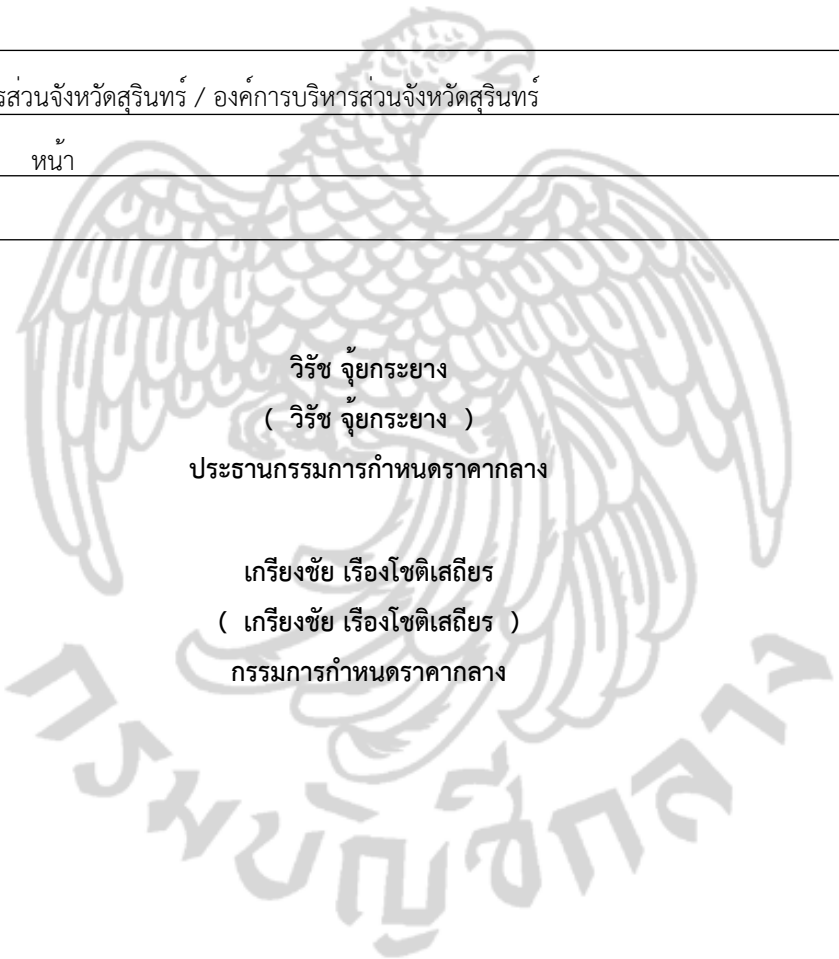 รส่วนจังหวัดสุรินทร์ / องค์การบริหารส่วนจังหวัดสุรินทร์
หน้า
วิรัช จุ้ยกระยาง
( วิรัช จุ้ยกระยาง )
ประธานกรรมการกำหนดราคากลาง
เกรียงชัย เรืองโชติเสถียร
( เกรียงชัย เรืองโชติเสถียร )
กรรมการกำหนดราคากลาง
กรมบัญชีกลาง